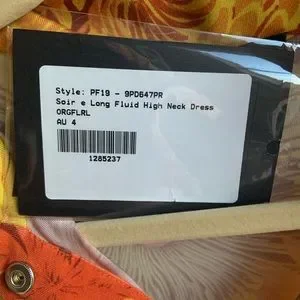 Style: PF19 - 9PD647PR
Soir e Long Fluid High Neck Dress
ORGFLRL
AU 4
1285237